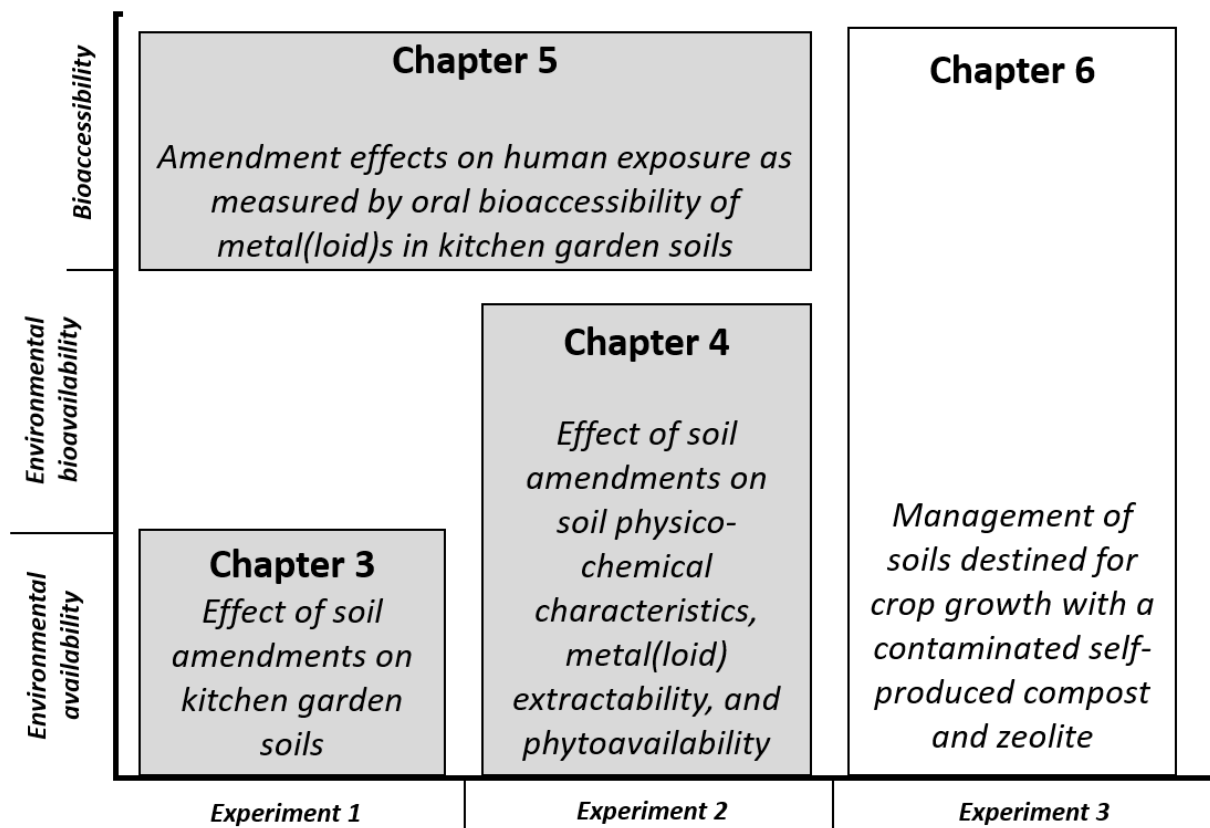 Bioaccessibility
Environmental
bioavailability
Environmental
availability
Chapter 5
Amendment effects on human exposure as
measured by oral bioaccessibility of
metal(loid)s in kitchen garden soils
Chapter 3
Effect of soil
amendments on
kitchen garden
soils
Chapter 4
Effect of soil
amendments on
soil physico-
chemical
characteristics,
metal(loid)
extractability, and
phytoavailability
Chapter 6
Management of
soils destined for
crop growth with a
contaminated self-
produced compost
and zeolite
Experiment 1
Experiment 2
Experiment 3